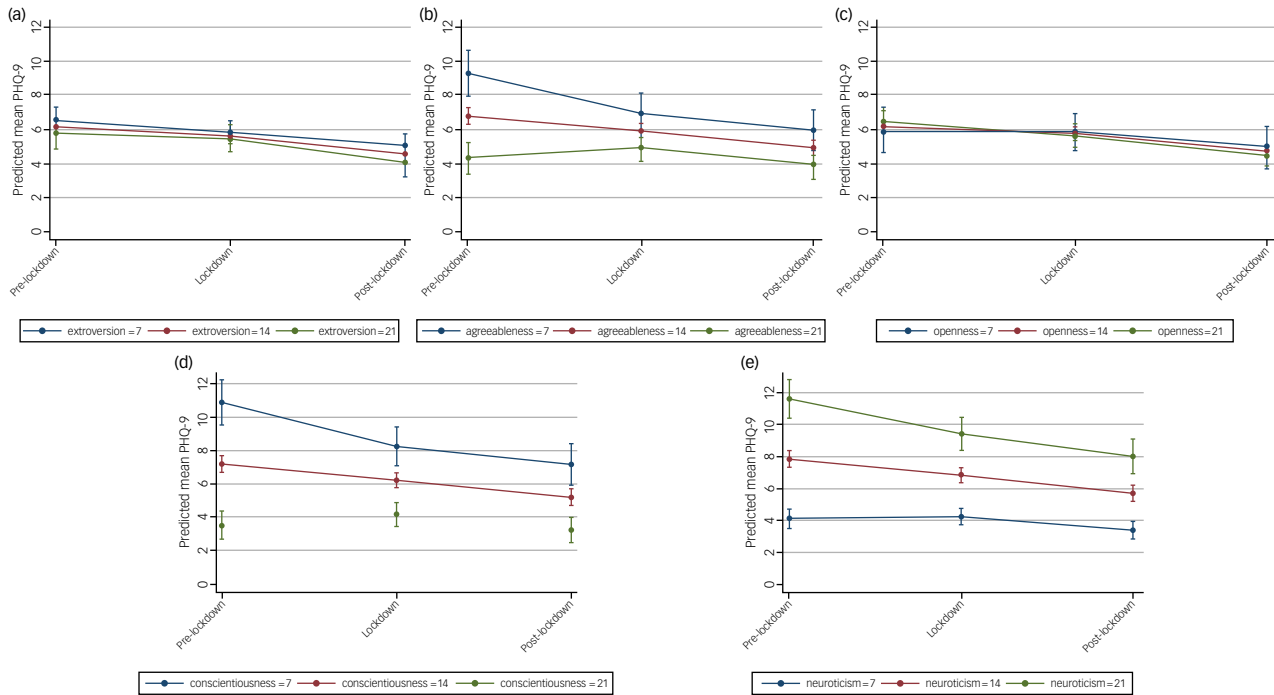 (a)
Predicted mean PHQ-9
12
10
8
6
4
2
0
Pre-lockdown
Lockdown
Post-lockdown
extroversion=7 extroversion=14 extroversion=21
(b)
Predicted mean PHQ-9
12
10
8
6
4
2
0
Pre-lockdown
Lockdown
Post-lockdown
agreeableness=7 agreeableness=14 agreeableness=21
(c)
Predicted mean PHQ-9
12
10
8
6
4
2
0
Pre-lockdown
Lockdown
Post-lockdown
openness=7 openness=14 openness=21
(d)
Predicted mean PHQ-9
12
10
8
6
4
2
0
Pre-lockdown
Lockdown
Post-lockdown
conscientiousness=7 conscientiousness=14 conscientiousness=21
(e)
Predicted mean PHQ-9
12
10
8
6
4
2
0
Pre-lockdown
Lockdown
Post-lockdown
neuroticism=7 neuroticism=14 neuroticism=21